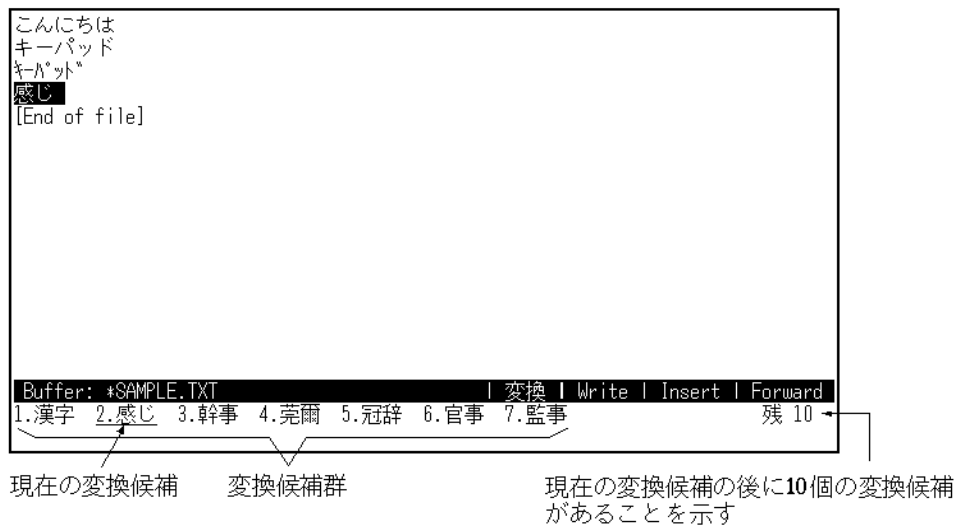 こんにちは
キーパッド
ｷｰﾊﾟｯﾄﾞ
感じ
[End of file]
Buffer: *SAMPLE.TXT | 変換 | Write | Insert | Forward
1.漢字 2.感じ 3.幹事 4.莞爾 5.冠辞 6.官事 7.監事 残 10
現在の変換候補 変換候補群 現在の変換候補の後に10個の変換候補
があることを示す